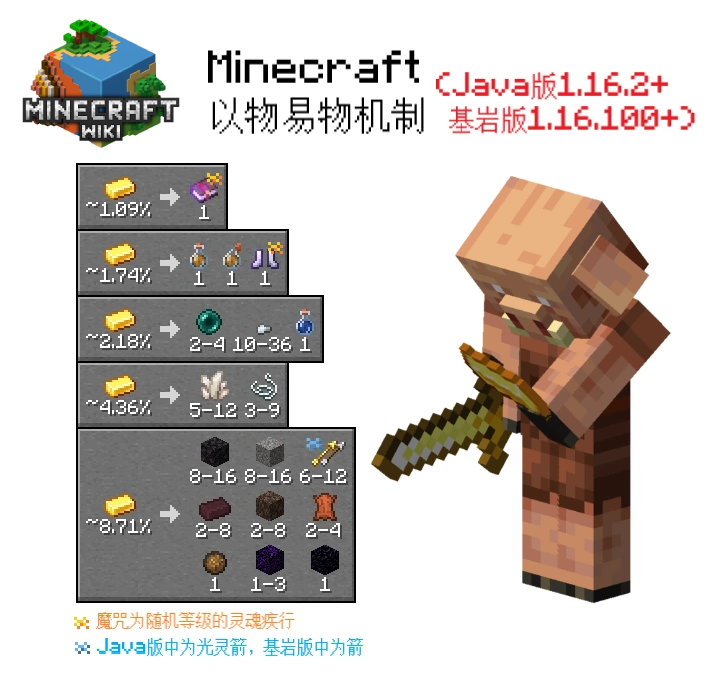 MINECRAFT
WIKI
Minecraft
以物易物机制
(Java版1.16.2+
基岩版1.16.100+)
~1.09%
1
~1.74%
1 1 1
~2.18%
2-4 10-36 1
~4.36%
5-12 3-9
8-16 8-16 6-12
~8.71%
2-8 2-8 2-4
1 1-3 1
魔咒为随机等级的灵魂疾行
Java版中为光灵箭，基岩版中为箭